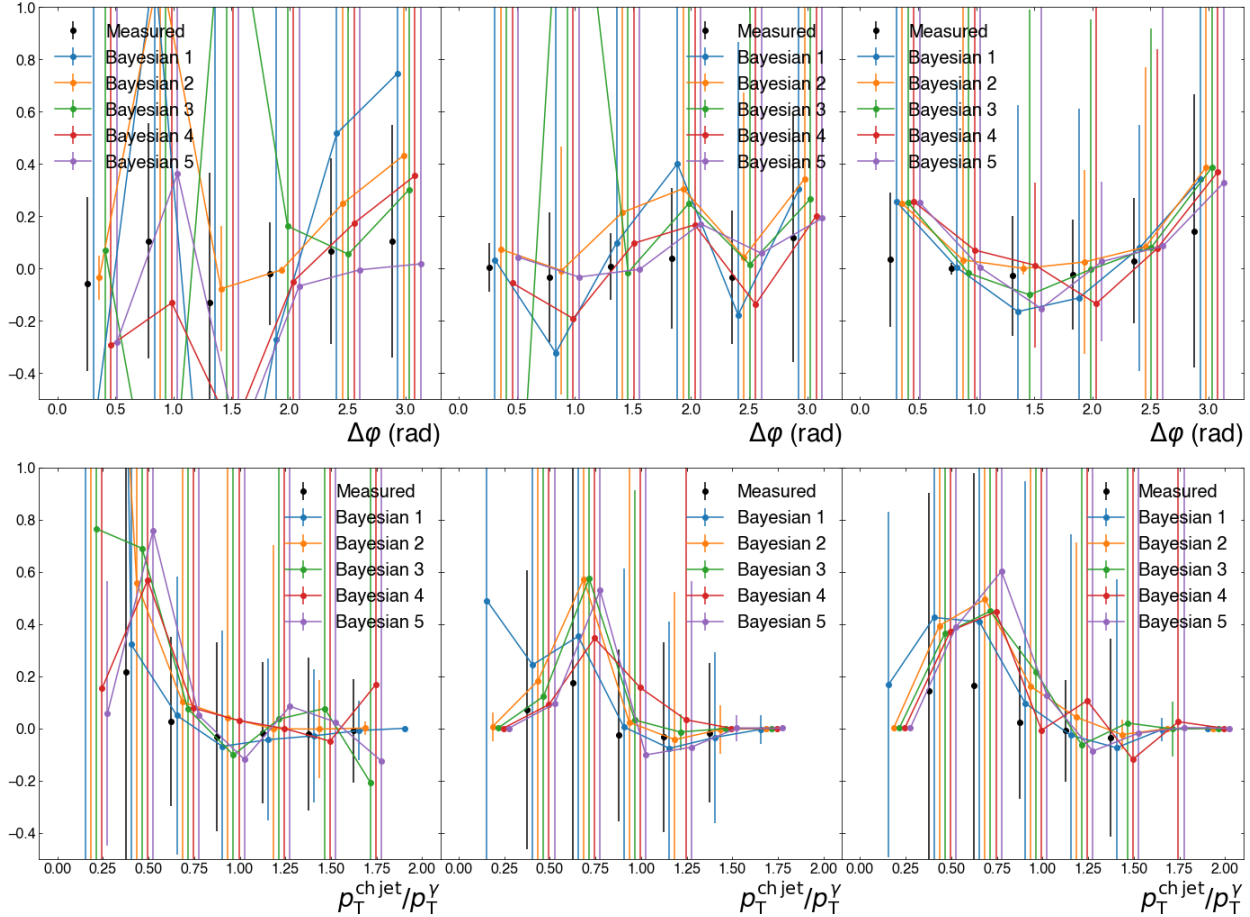 1.0
0.8
0.6
0.4
0.2
0.0
−0.2
−0.4
Measured
Bayesian 1
Bayesian 2
Bayesian 3
Bayesian 4
Bayesian 5
0.0 0.5 1.0 1.5 2.0 2.5 3.0
Δφ (rad)
Measured
Bayesian 1
Bayesian 2
Bayesian 3
Bayesian 4
Bayesian 5
0.0 0.5 1.0 1.5 2.0 2.5 3.0
Δφ (rad)
Measured
Bayesian 1
Bayesian 2
Bayesian 3
Bayesian 4
Bayesian 5
0.0 0.5 1.0 1.5 2.0 2.5 3.0
Δφ (rad)
1.0
0.8
0.6
0.4
0.2
0.0
−0.2
−0.4
Measured
Bayesian 1
Bayesian 2
Bayesian 3
Bayesian 4
Bayesian 5
0.00 0.25 0.50 0.75 1.00 1.25 1.50 1.75 2.00
p_T^ch jet/p_T^γ
Measured
Bayesian 1
Bayesian 2
Bayesian 3
Bayesian 4
Bayesian 5
0.00 0.25 0.50 0.75 1.00 1.25 1.50 1.75 2.00
p_T^ch jet/p_T^γ
Measured
Bayesian 1
Bayesian 2
Bayesian 3
Bayesian 4
Bayesian 5
0.00 0.25 0.50 0.75 1.00 1.25 1.50 1.75 2.00
p_T^ch jet/p_T^γ